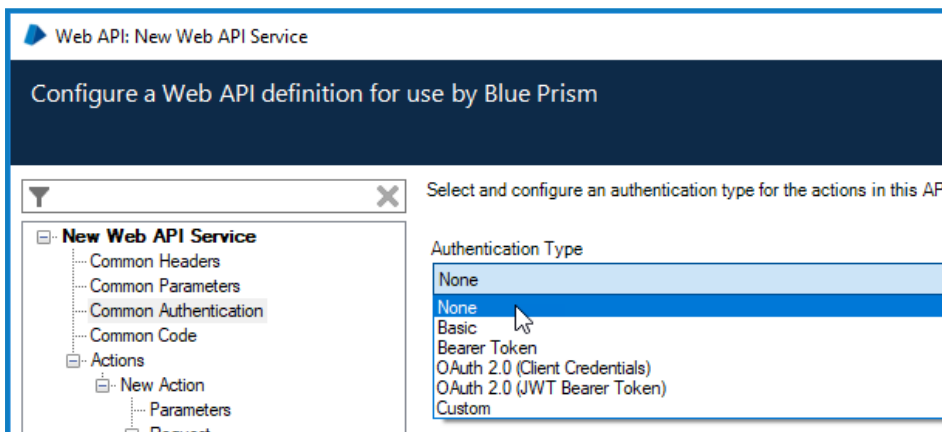 Web API: New Web API Service
Configure a Web API definition for use by Blue Prism
Select and configure an authentication type for the actions in this
New Web API Service
Common Headers
Common Parameters
Common Authentication
Common Code
Actions
New Action
Parameters
Request
Authentication Type
None
None
Basic
Bearer Token
OAuth 2.0 (Client Credentials)
OAuth 2.0 (JWT Bearer Token)
Custom